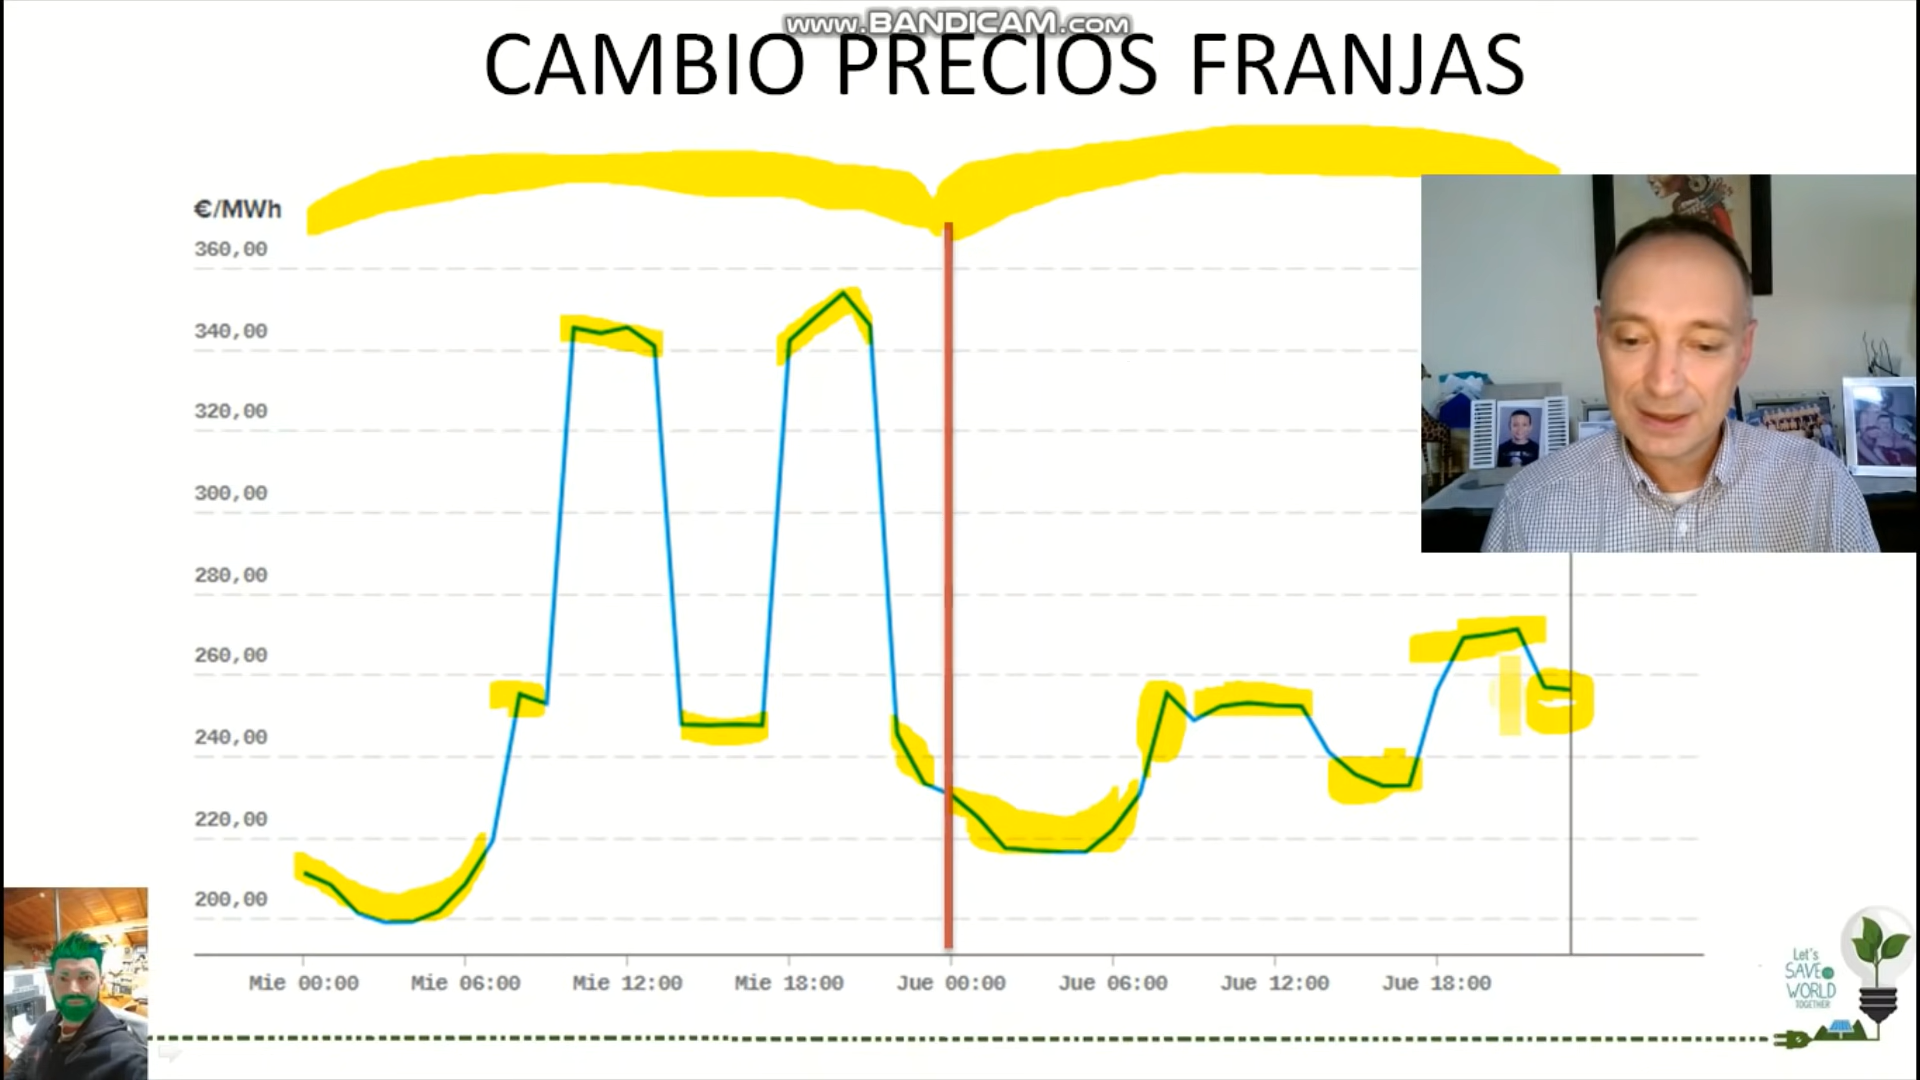 www.BANDICAM.com
CAMBIO PRECIOS FRANJAS
€/MWh
360,00
340,00
320,00
300,00
280,00
260,00
240,00
220,00
200,00
Mie 00:00
Mie 06:00
Mie 12:00
Mie 18:00
Jue 00:00
Jue 06:00
Jue 12:00
Jue 18:00
Let's
SAVE
WORLD
TOGETHER